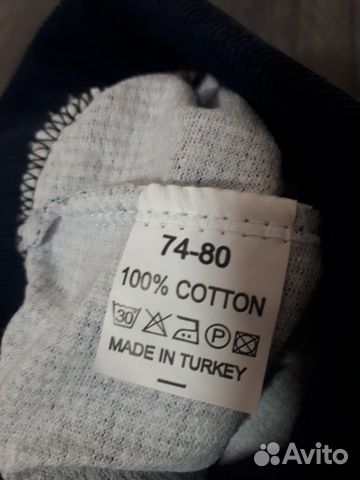 74-80
100% COTTON
30 P
MADE IN TURKEY
Avito